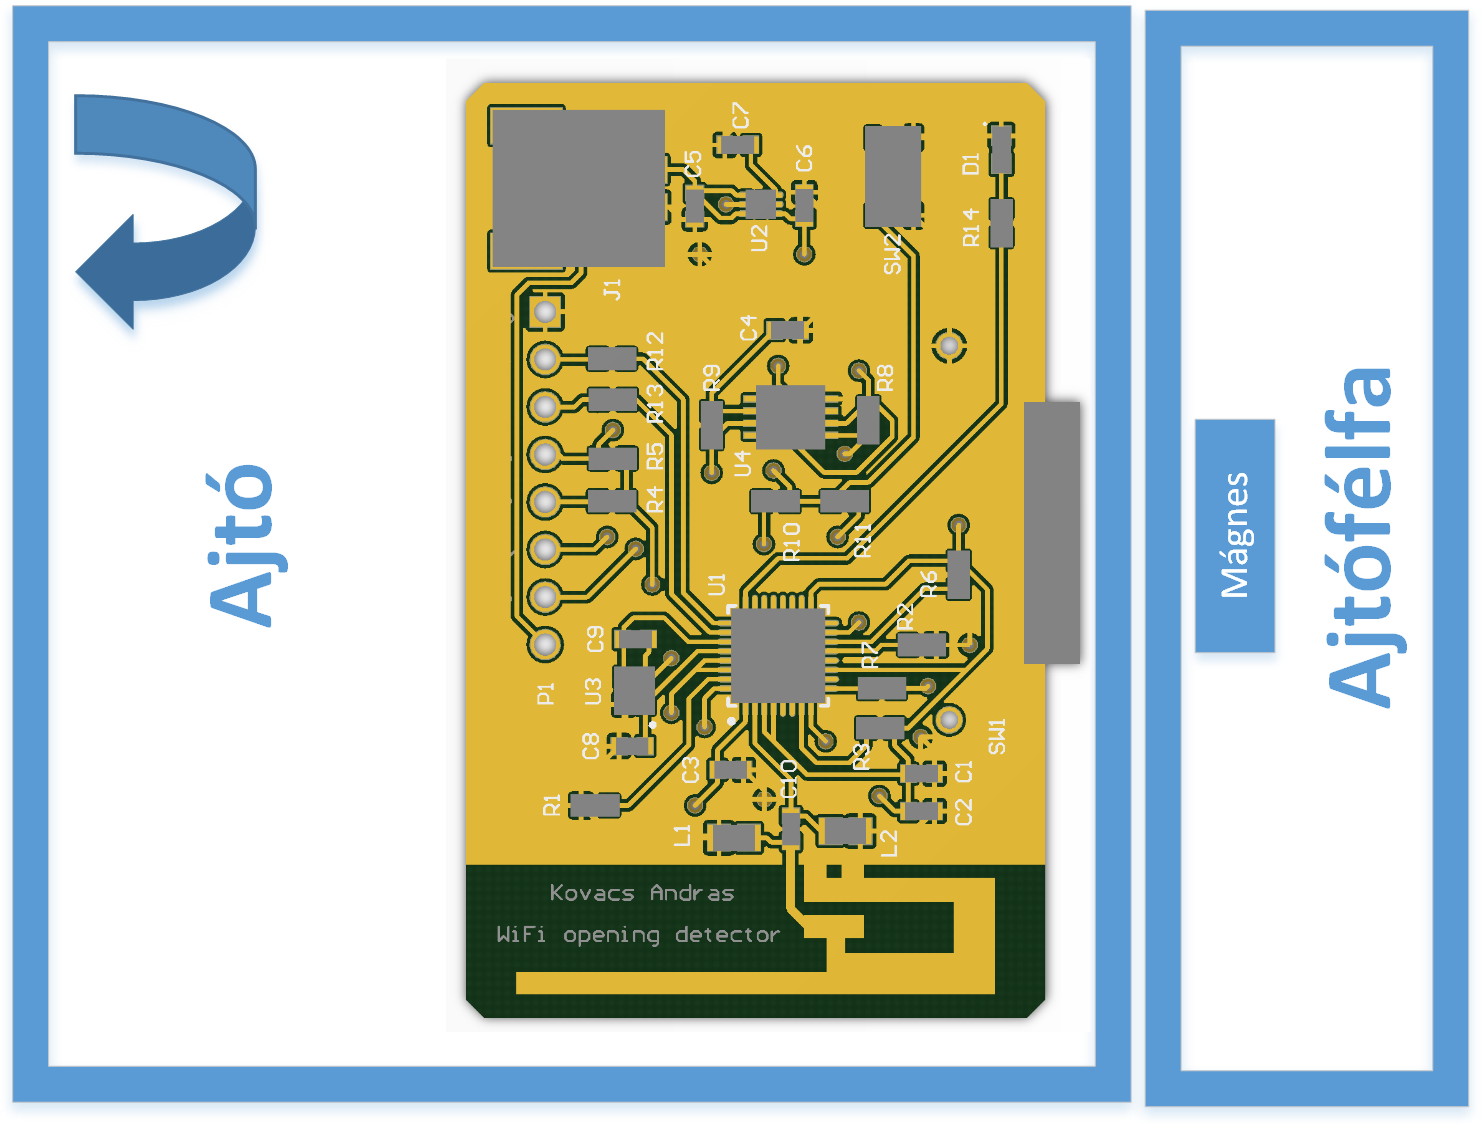 Ajtó
C7
C5
C6
U2
SW2
D1
R14
J1
C4
R12
R9
R8
R13
R5
U4
R4
R10
R11
U1
R6
R2
C9
R7
P1
U3
SW1
C8
R3
C3
C10
C1
R1
C2
L1
L2
Kovacs Andras
WiFi opening detector
Mágnes
Ajtófélfa